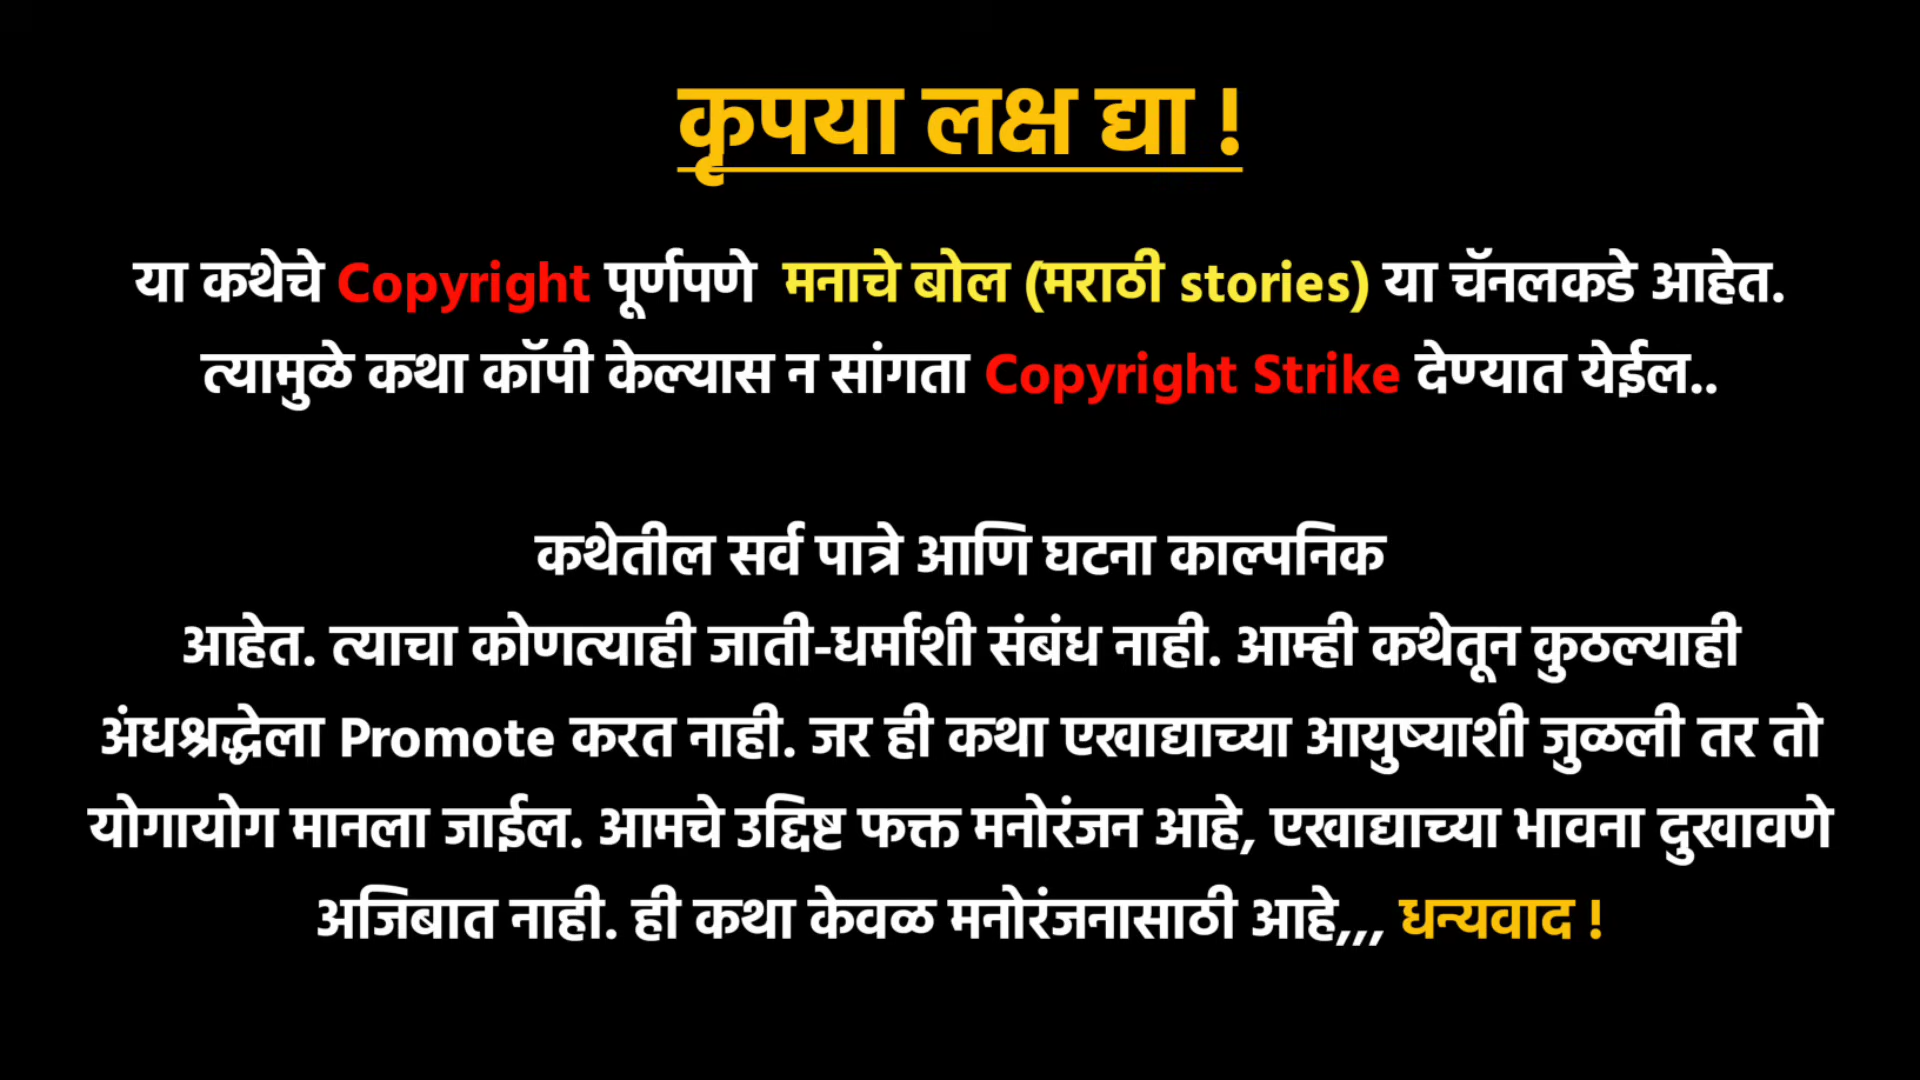 कृपया लक्ष द्या !
या कथेचे Copyright पूर्णपणे मनाचे बोल (मराठी stories) या चॅनलकडे आहेत.
त्यामुळे कथा कॉपी केल्यास न सांगता Copyright Strike देण्यात येईल..
कथेतील सर्व पात्रे आणि घटना काल्पनिक
आहेत. त्याचा कोणत्याही जाती-धर्माशी संबंध नाही. आम्ही कथेतून कुठल्याही
अंधश्रद्धेला Promote करत नाही. जर ही कथा एखाद्याच्या आयुष्याशी जुळली तर तो
योगायोग मानला जाईल. आमचे उद्दिष्ट फक्त मनोरंजन आहे, एखाद्याच्या भावना दुखावणे
अजिबात नाही. ही कथा केवळ मनोरंजनासाठी आहे,,, धन्यवाद !